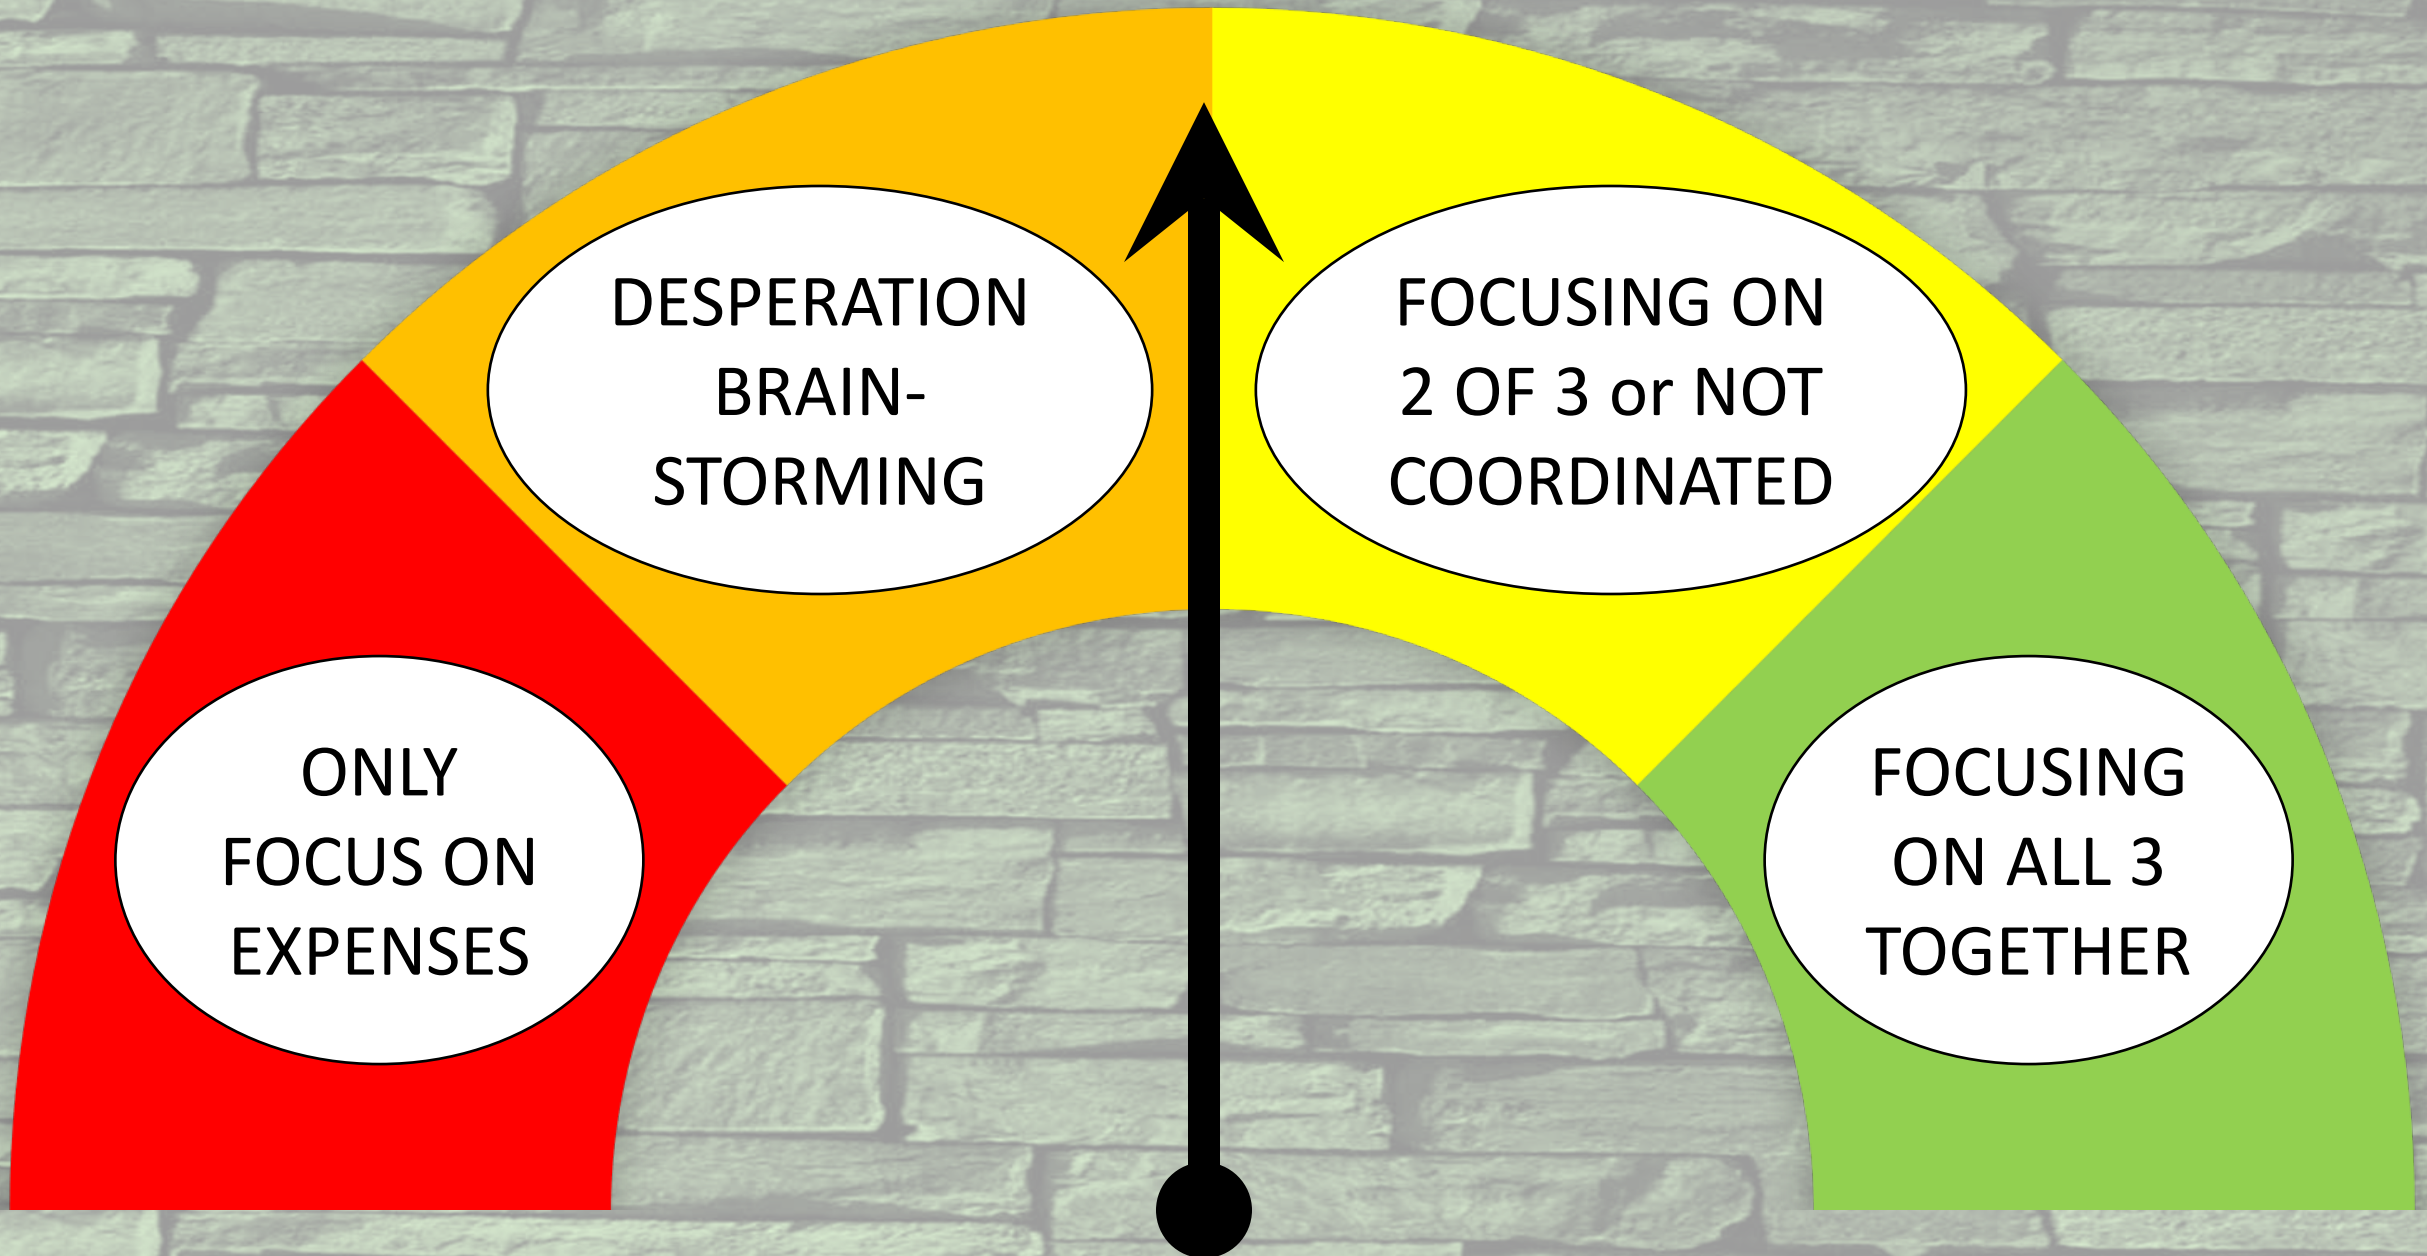 DESPERATION
BRAIN-
STORMING
FOCUSING ON
2 OF 3 or NOT
COORDINATED
ONLY
FOCUS ON
EXPENSES
FOCUSING
ON ALL 3
TOGETHER